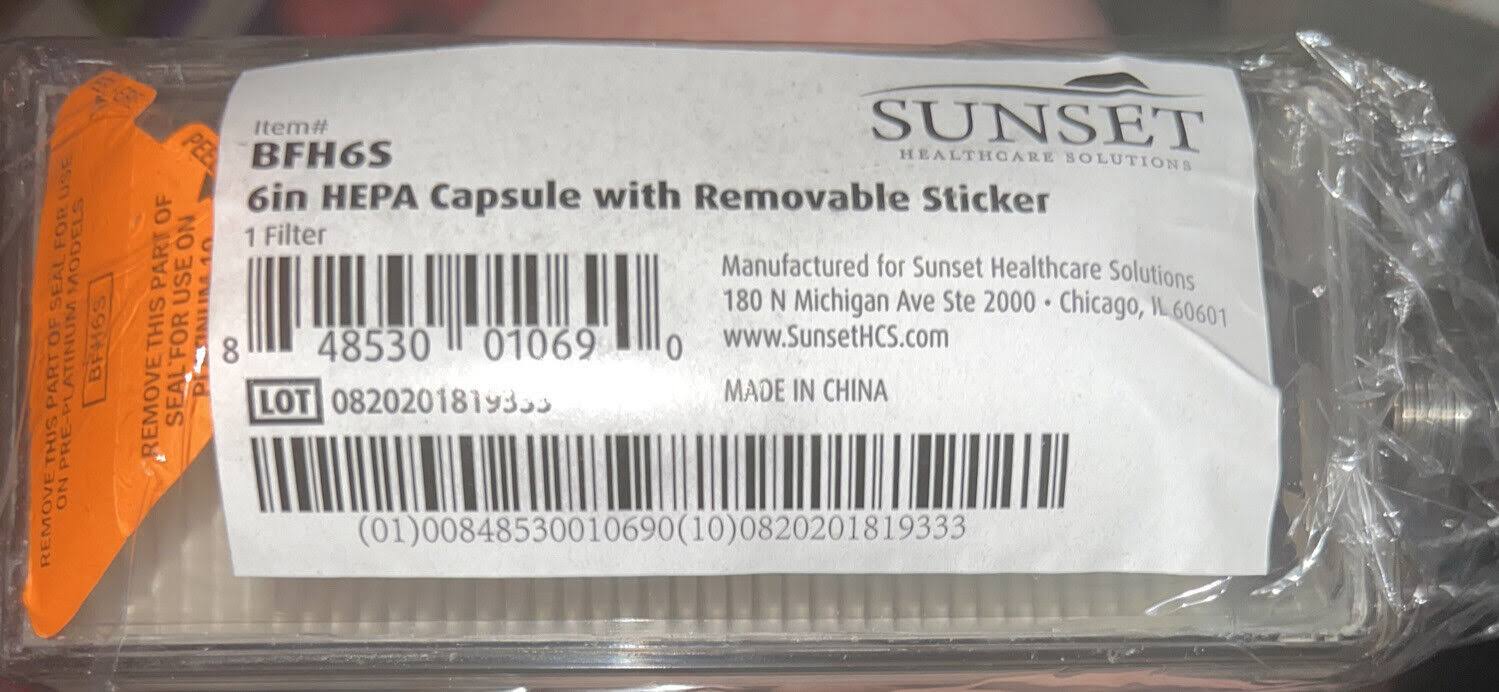 SUNSET
HEALTHCARE SOLUTIONS
Item#
BFH6S
6in HEPA Capsule with Removable Sticker
1 Filter
8 48530 01069 0
Manufactured for Sunset Healthcare Solutions
180 N Michigan Ave Ste 2000 • Chicago, IL 60601
www.SunsetHCS.com
LOT 0820201819333
MADE IN CHINA
(01)00848530010690(10)0820201819333
REMOVE THIS PART OF SEAL FOR USE
ON PRE-PLATINUM MODELS
BFH6S
REMOVE THIS PART OF
SEAL FOR USE ON